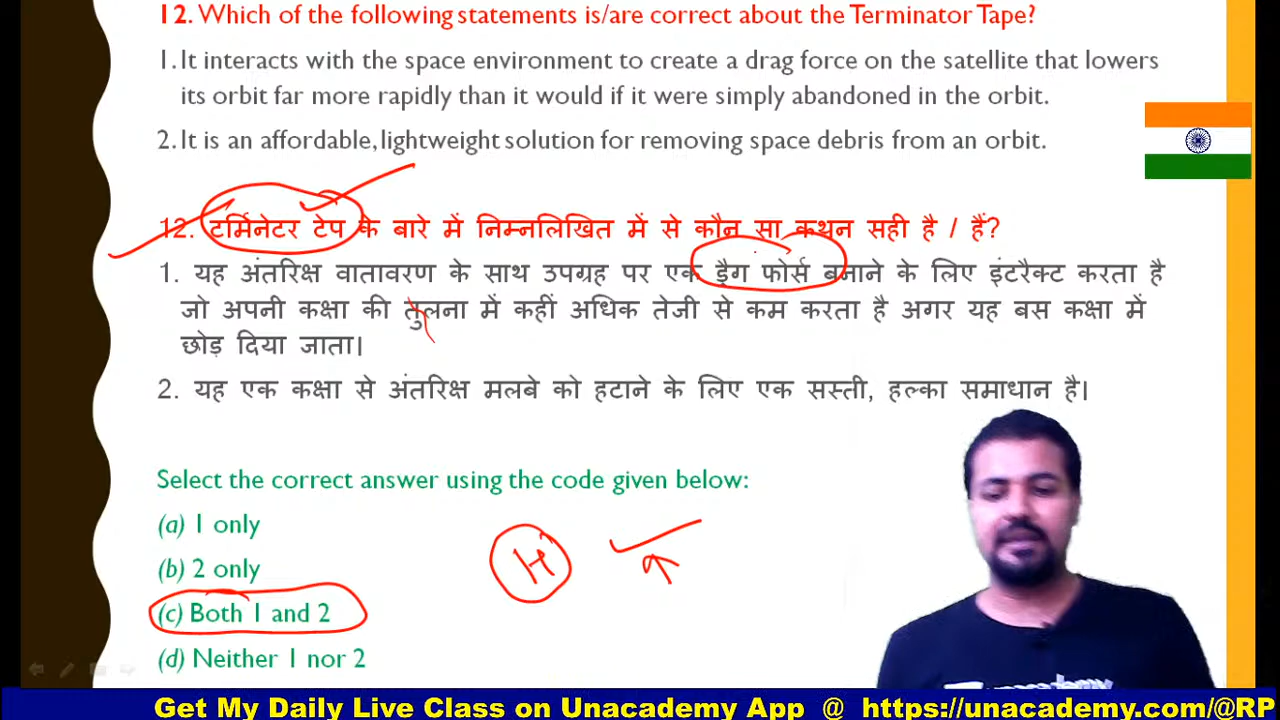 12. Which of the following statements is/are correct about the Terminator Tape?
1. It interacts with the space environment to create a drag force on the satellite that lowers
its orbit far more rapidly than it would if it were simply abandoned in the orbit.
2. It is an affordable, lightweight solution for removing space debris from an orbit.
12. टर्मिनेटर टेप के बारे में निम्नलिखित में से कौन सा कथन सही है / हैं?
1. यह अंतरिक्ष वातावरण के साथ उपग्रह पर एक ड्रैग फोर्स बनाने के लिए इंटरैक्ट करता है
जो अपनी कक्षा की तुलना में कहीं अधिक तेजी से कम करता है अगर यह बस कक्षा में
छोड़ दिया जाता।
2. यह एक कक्षा से अंतरिक्ष मलबे को हटाने के लिए एक सस्ती, हल्का समाधान है।
Select the correct answer using the code given below:
(a) 1 only
(b) 2 only
(c) Both 1 and 2
(d) Neither 1 nor 2
Get My Daily Live Class on Unacademy App @ https://unacademy.com/@RP